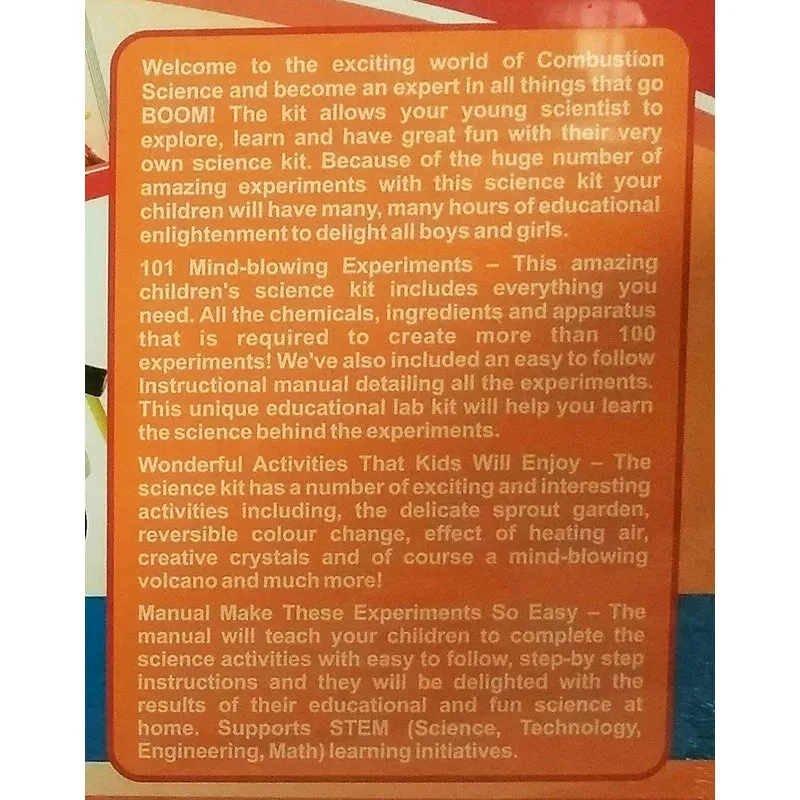 Welcome to the exciting world of Combustion
Science and become an expert in all things that go
BOOM! The kit allows your young scientist to
explore, learn and have great fun with their very
own science kit. Because of the huge number of
amazing experiments with this science kit your
children will have many, many hours of educational
enlightenment to delight all boys and girls.
101 Mind-blowing Experiments – This amazing
children's science kit includes everything you
need. All the chemicals, ingredients and apparatus
that is required to create more than 100
experiments! We've also included an easy to follow
Instructional manual detailing all the experiments.
This unique educational lab kit will help you learn
the science behind the experiments.
Wonderful Activities That Kids Will Enjoy – The
science kit has a number of exciting and interesting
activities including, the delicate sprout garden,
reversible colour change, effect of heating air,
creative crystals and of course a mind-blowing
volcano and much more!
Manual Make These Experiments So Easy – The
manual will teach your children to complete the
science activities with easy to follow, step-by step
instructions and they will be delighted with the
results of their educational and fun science at
home. Supports STEM (Science, Technology,
Engineering, Math) learning initiatives.